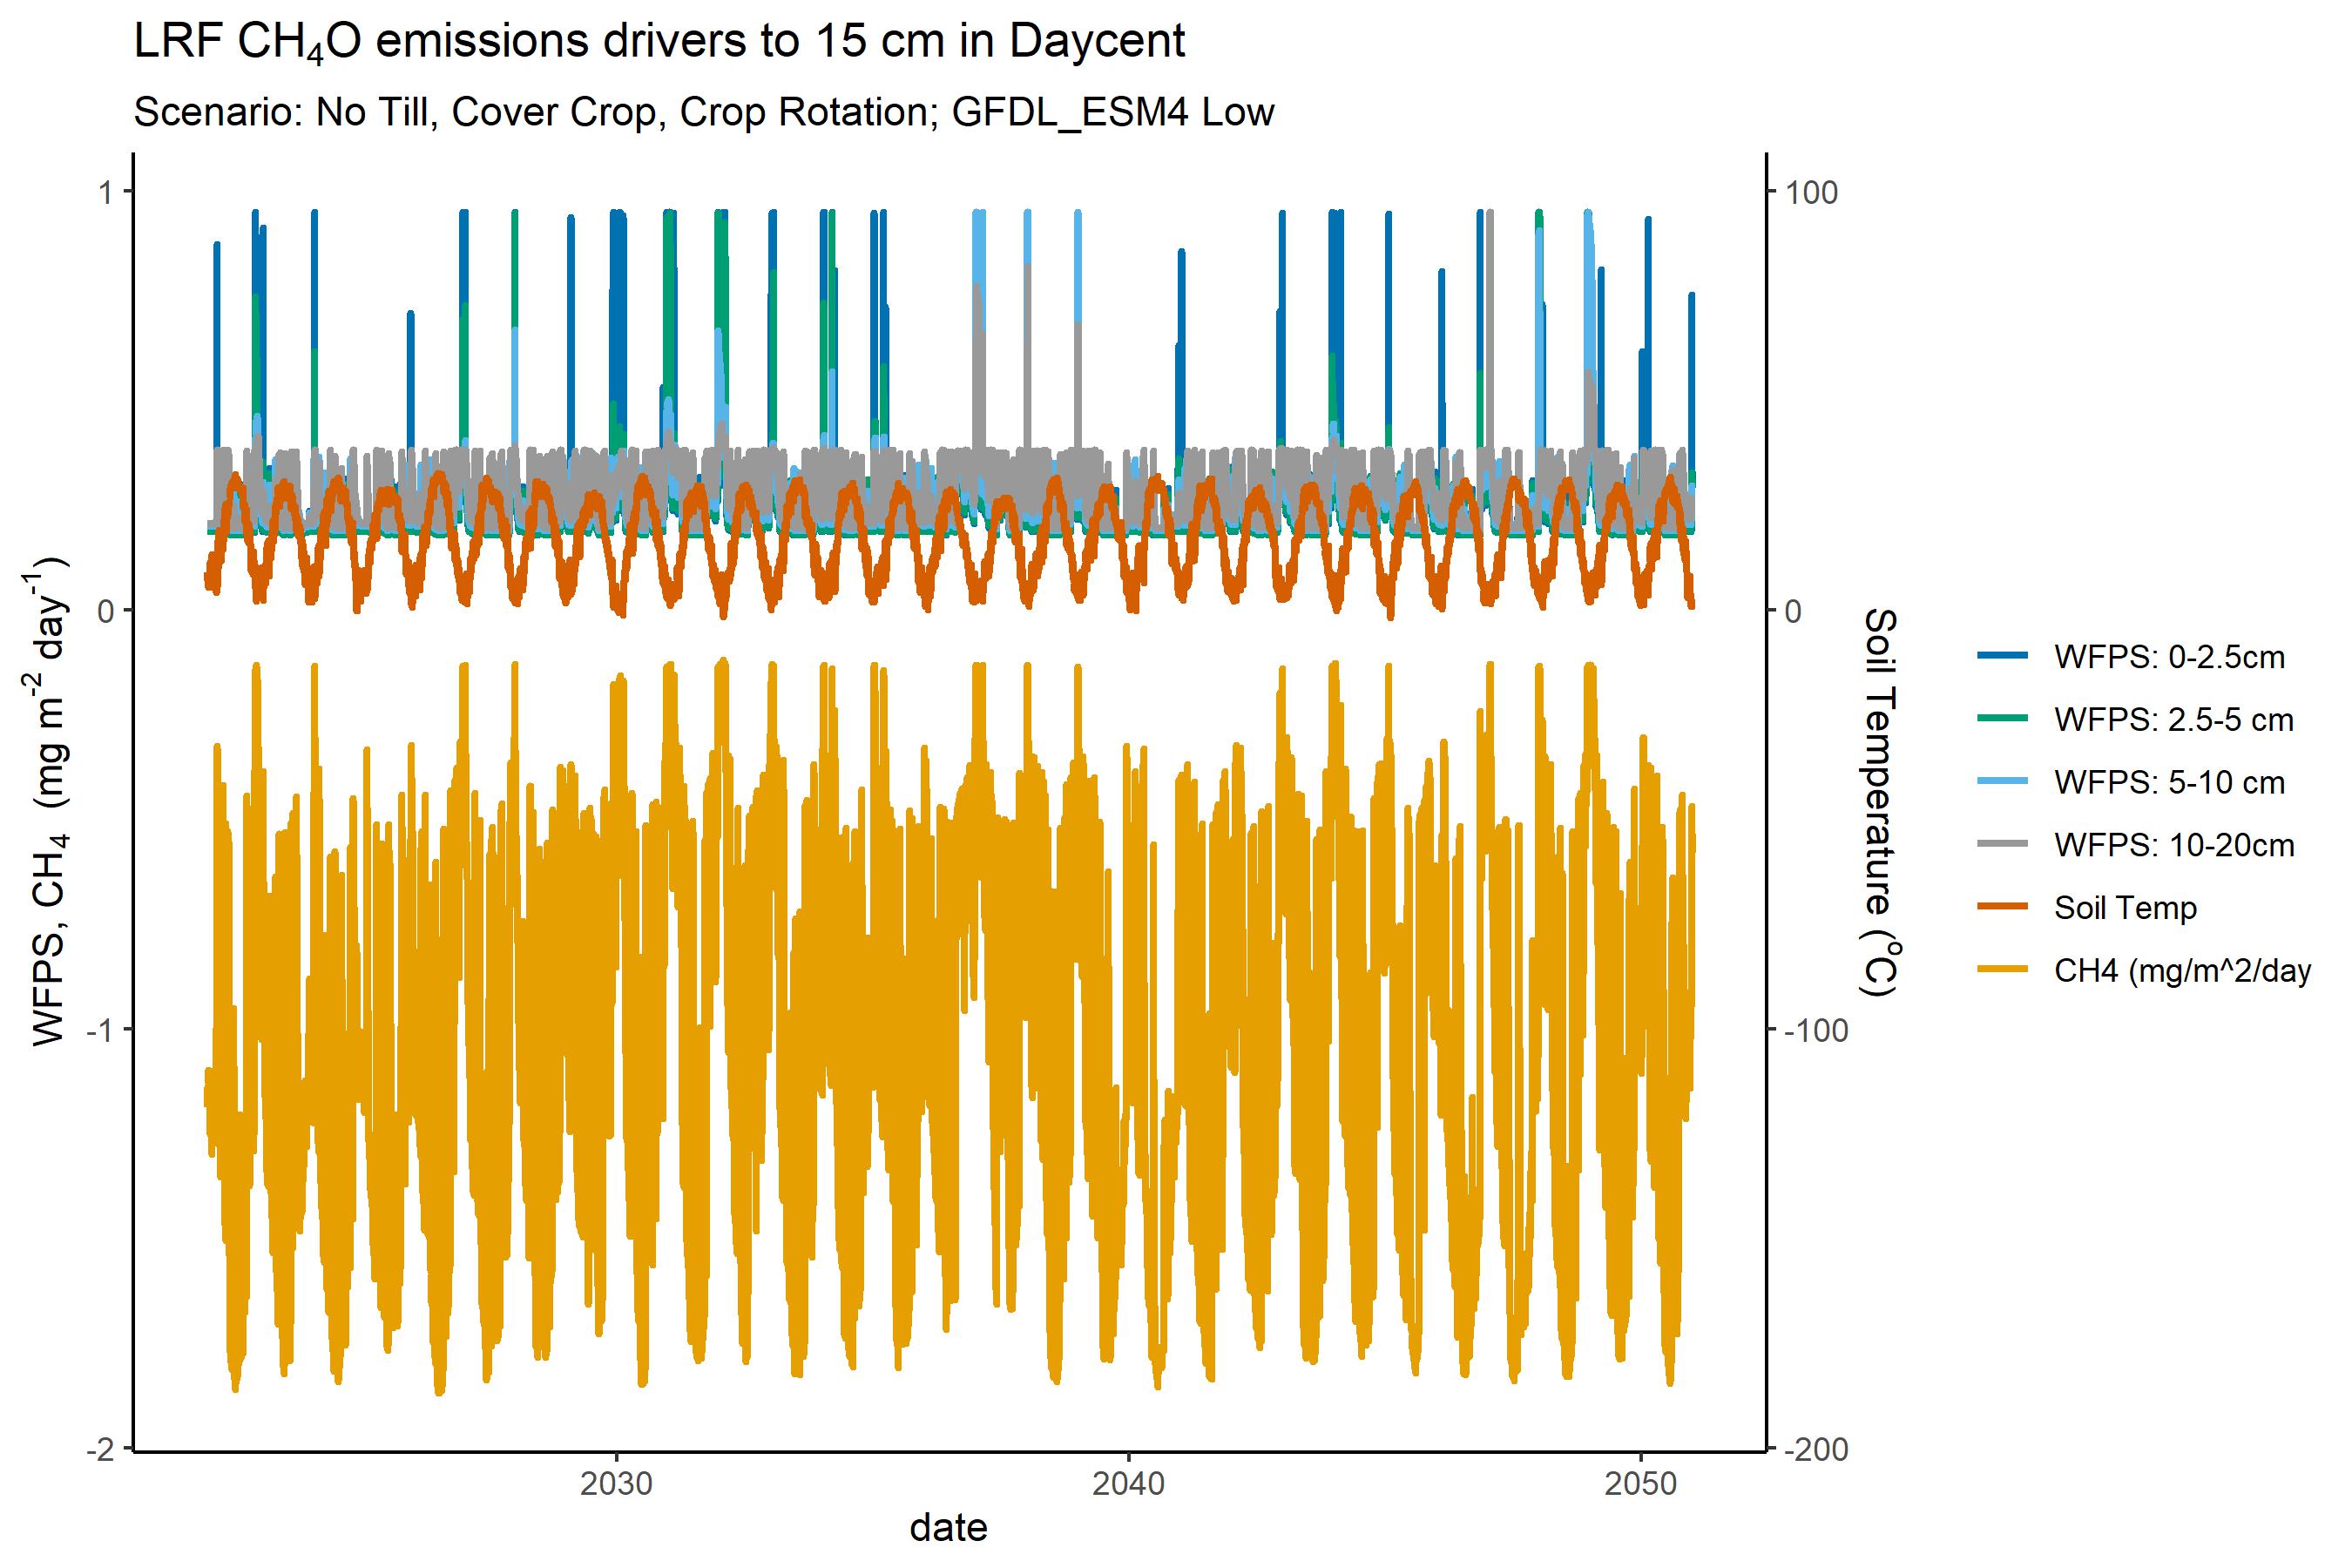 LRF CH₄O emissions drivers to 15 cm in Daycent
Scenario: No Till, Cover Crop, Crop Rotation; GFDL_ESM4 Low
WFPS, CH₄ (mg m⁻² day⁻¹)
1
0
-1
-2
100
0
-100
-200
Soil Temperature (ºC)
2030
2040
2050
date
WFPS: 0-2.5cm
WFPS: 2.5-5 cm
WFPS: 5-10 cm
WFPS: 10-20cm
Soil Temp
CH4 (mg/m^2/day